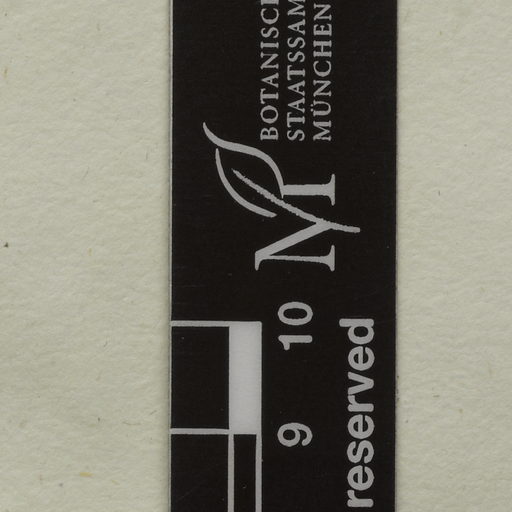 BOTANISC
STAATSSAM
MÜNCHEN
M
9 10
reserved